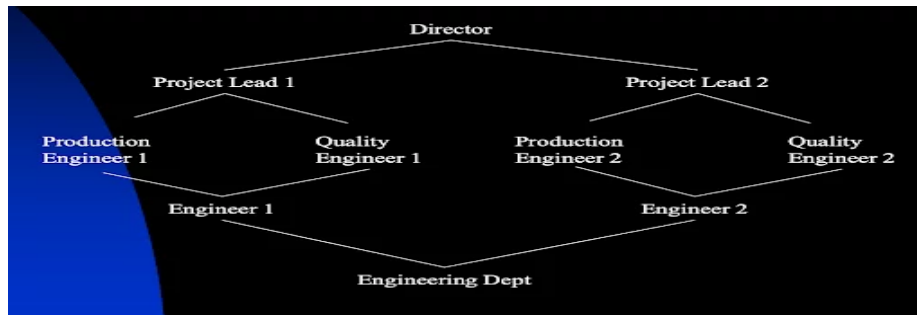 Director
Project Lead 1
Project Lead 2
Production
Engineer 1
Quality
Engineer 1
Production
Engineer 2
Quality
Engineer 2
Engineer 1
Engineer 2
Engineering Dept